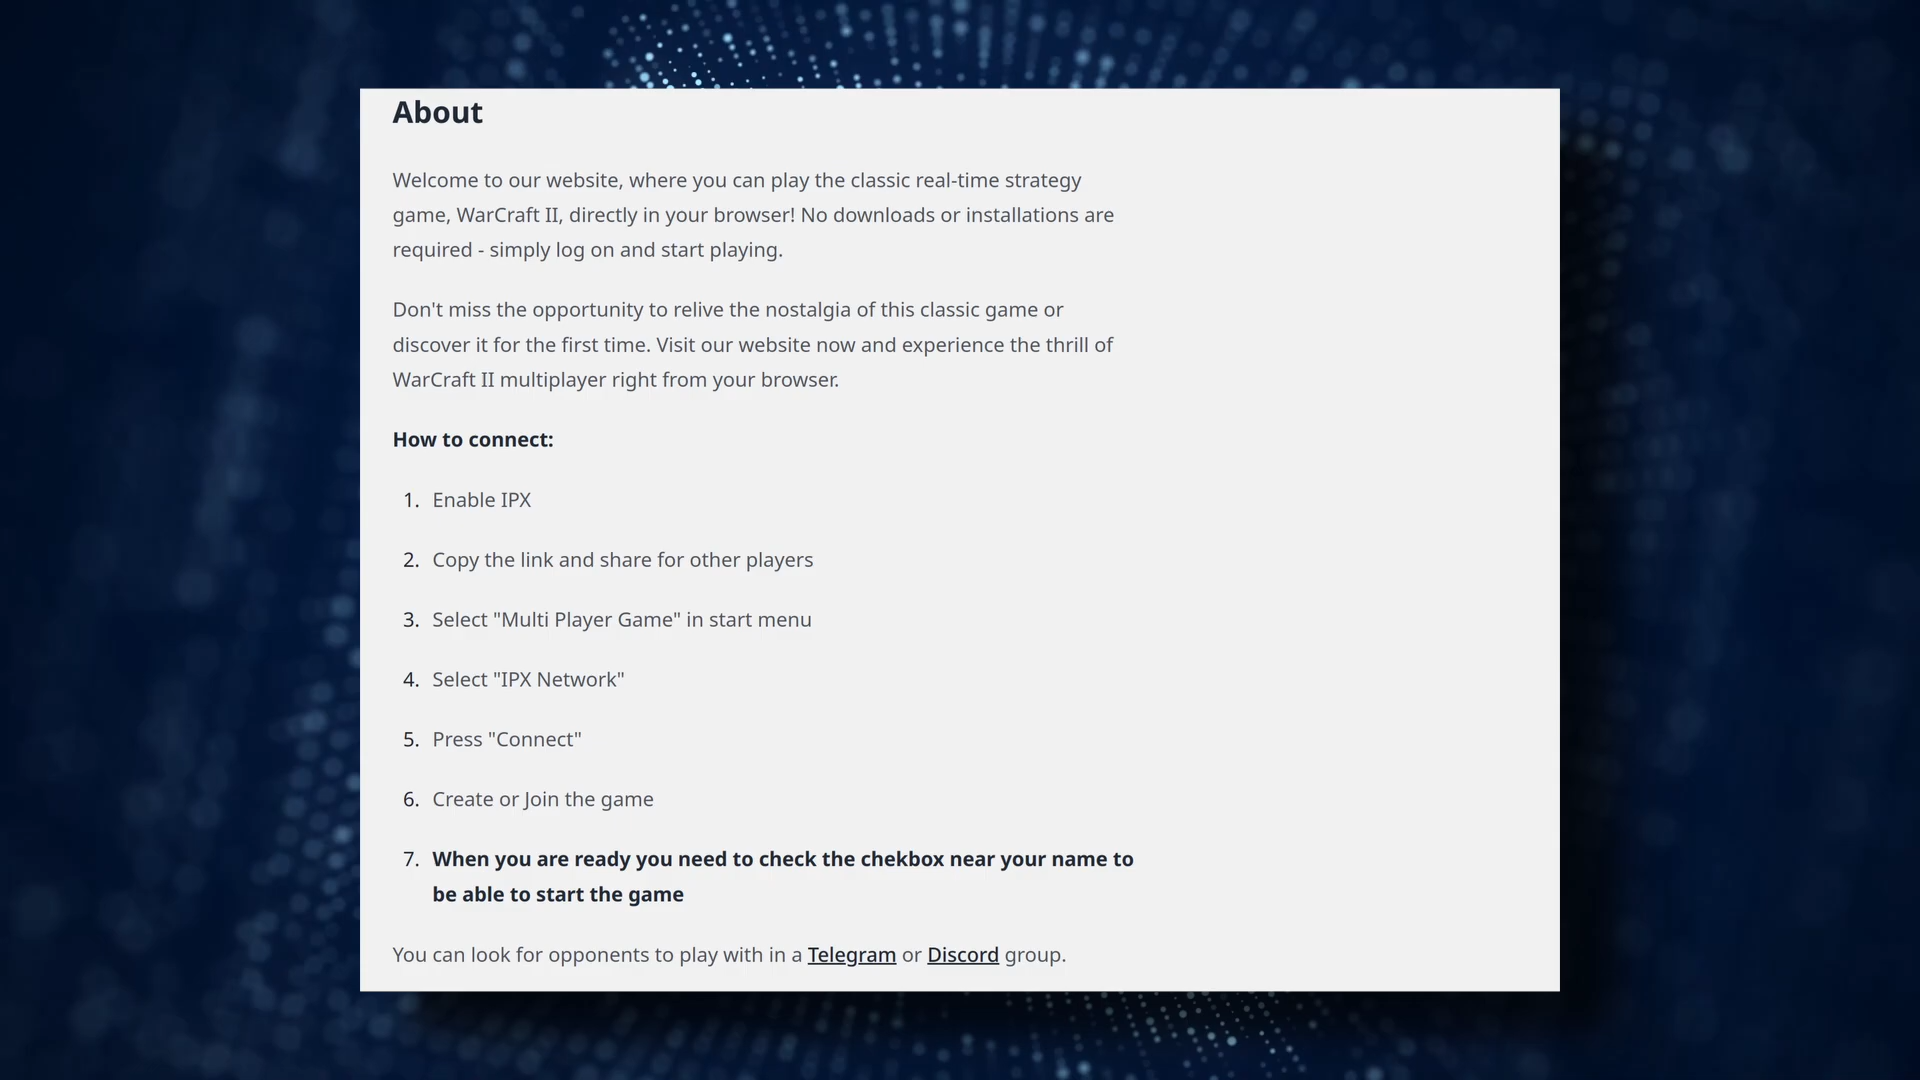 About
Welcome to our website, where you can play the classic real-time strategy
game, WarCraft II, directly in your browser! No downloads or installations are
required - simply log on and start playing.
Don't miss the opportunity to relive the nostalgia of this classic game or
discover it for the first time. Visit our website now and experience the thrill of
WarCraft II multiplayer right from your browser.
How to connect:
1. Enable IPX
2. Copy the link and share for other players
3. Select "Multi Player Game" in start menu
4. Select "IPX Network"
5. Press "Connect"
6. Create or Join the game
7. When you are ready you need to check the chekbox near your name to
be able to start the game
You can look for opponents to play with in a Telegram or Discord group.